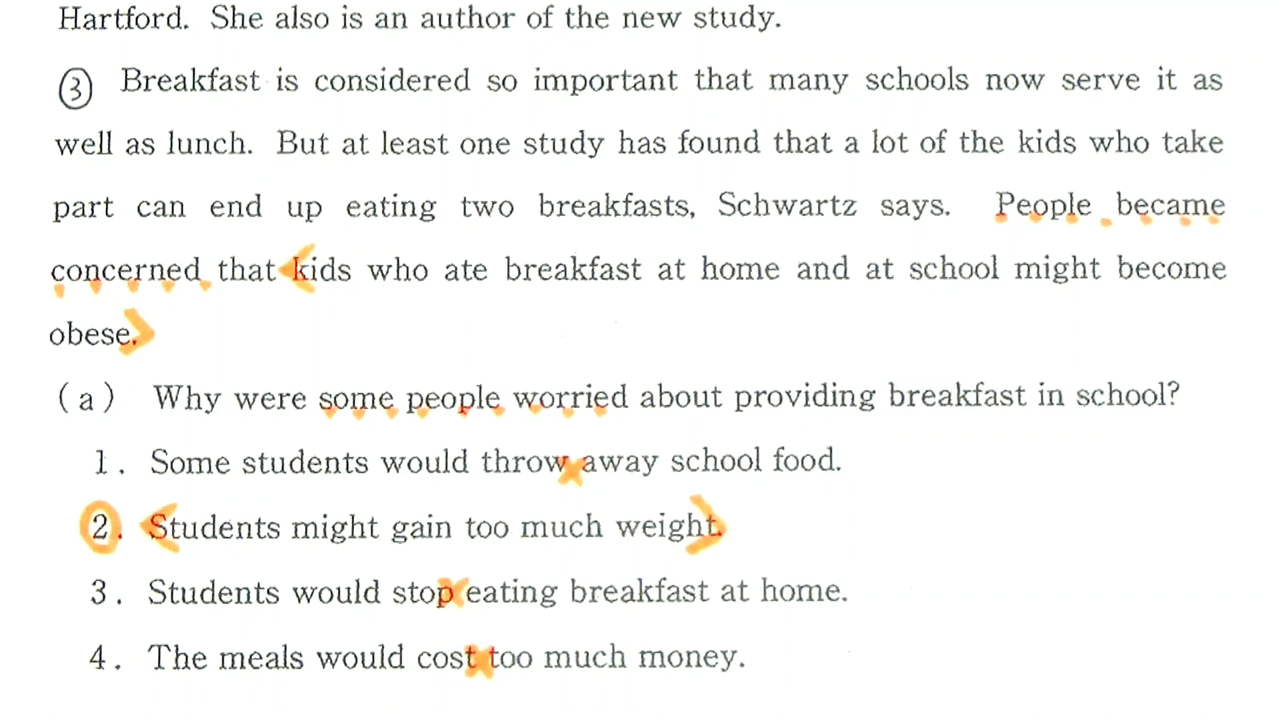 Hartford. She also is an author of the new study.
③ Breakfast is considered so important that many schools now serve it as
well as lunch. But at least one study has found that a lot of the kids who take
part can end up eating two breakfasts, Schwartz says. People became
concerned that kids who ate breakfast at home and at school might become
obese.
(a) Why were some people worried about providing breakfast in school?
1. Some students would throw away school food.
2. Students might gain too much weight.
3. Students would stop eating breakfast at home.
4. The meals would cost too much money.